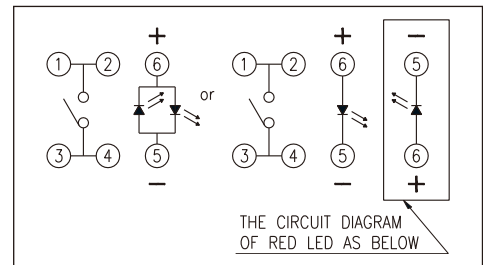 + + −
1 2 6 1 2 6 5
or
3 4 5 3 4 5 6
− − +
THE CIRCUIT DIAGRAM
OF RED LED AS BELOW